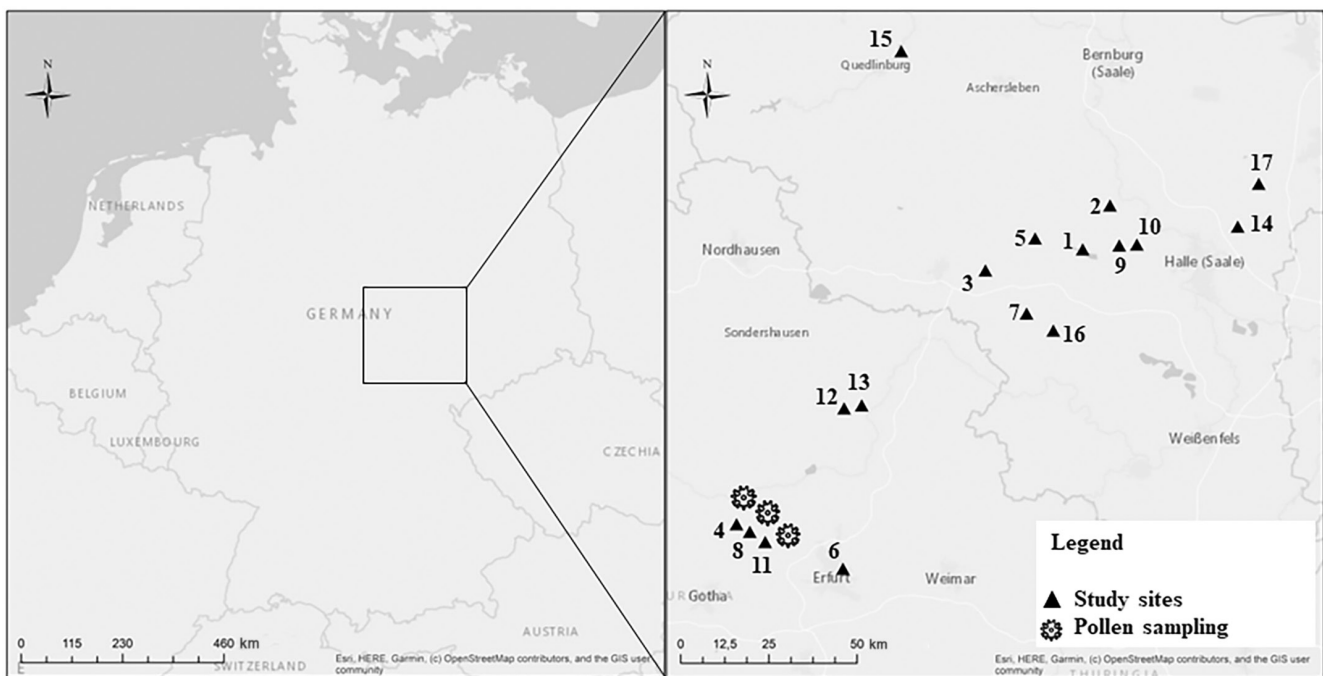 N
NETHERLANDS
GERMANY
BELGIUM
LUXEMBOURG
CZECHIA
AUSTRIA
SWITZERLAND
0 115 230 460 km
Esri, HERE, Garmin, (c) OpenStreetMap contributors, and the GIS user
community
N
15
Quedlinburg
Aschersleben
Bernburg
(Saale)
17
2
10
14
5
1
9
Nordhausen
Halle (Saale)
3
7
16
Sondershausen
12
13
Weißenfels
4
8
11
6
Erfurt
Weimar
Gotha
Legend
Study sites
Pollen sampling
0 12,5 25 50 km
Esri, HERE, Garmin, (c) OpenStreetMap contributors, and the GIS user
community
THURINGIA